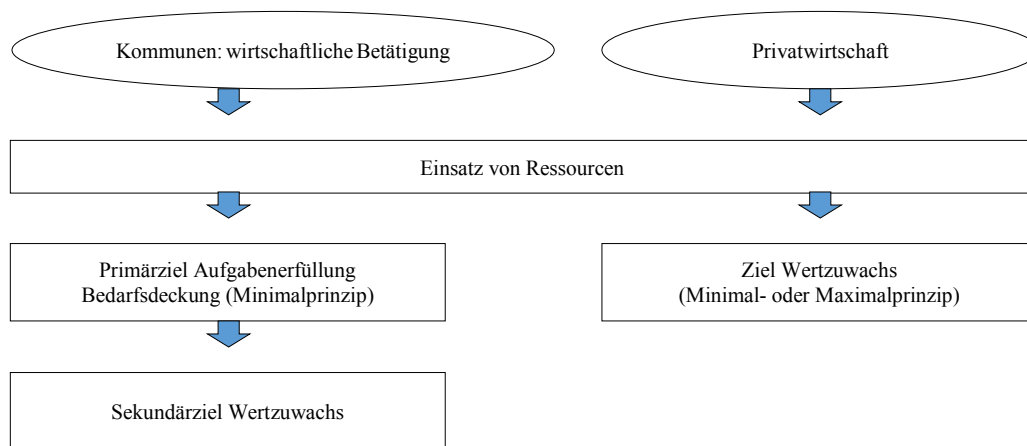 Kommunen: wirtschaftliche Betätigung
Privatwirtschaft
Einsatz von Ressourcen
Primärziel Aufgabenerfüllung
Bedarfsdeckung (Minimalprinzip)
Ziel Wertzuwachs
(Minimal- oder Maximalprinzip)
Sekundärziel Wertzuwachs